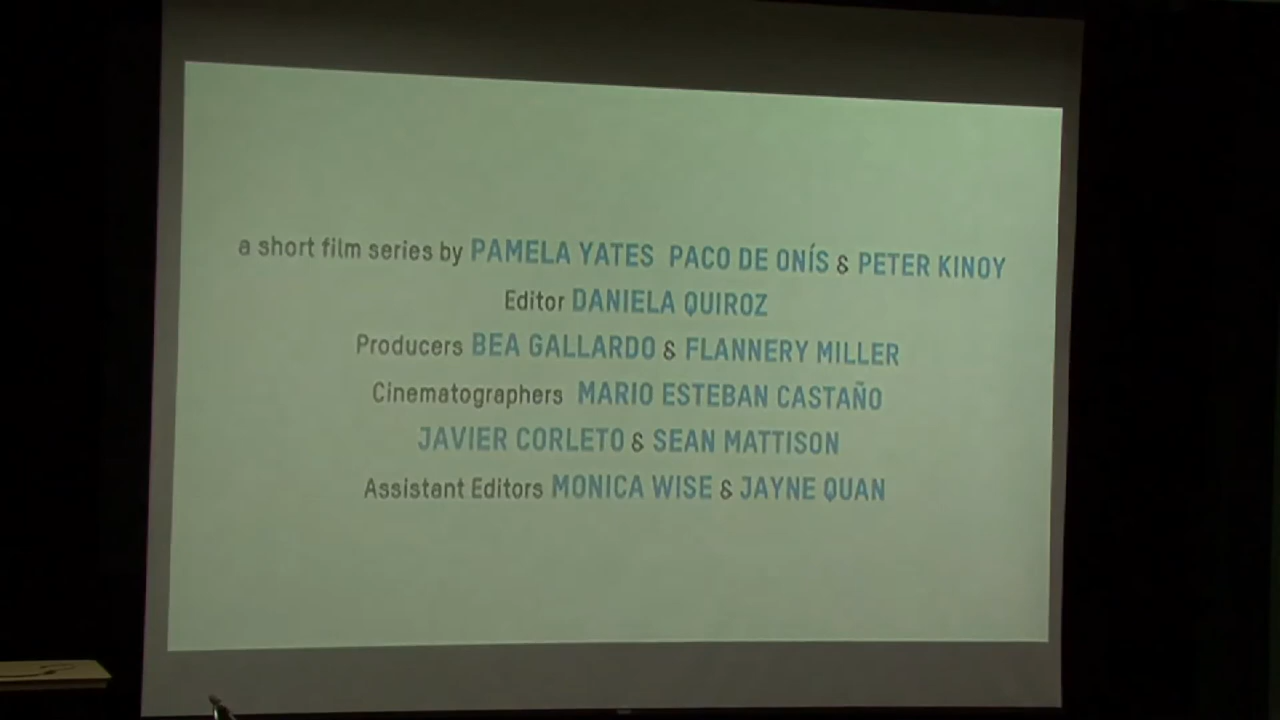 a short film series by PAMELA YATES PACO DE ONÍS & PETER KINOY
Editor DANIELA QUIROZ
Producers BEA GALLARDO & FLANNERY MILLER
Cinematographers MARIO ESTEBAN CASTAÑO
JAVIER CORLETO & SEAN MATTISON
Assistant Editors MONICA WISE & JAYNE QUAN